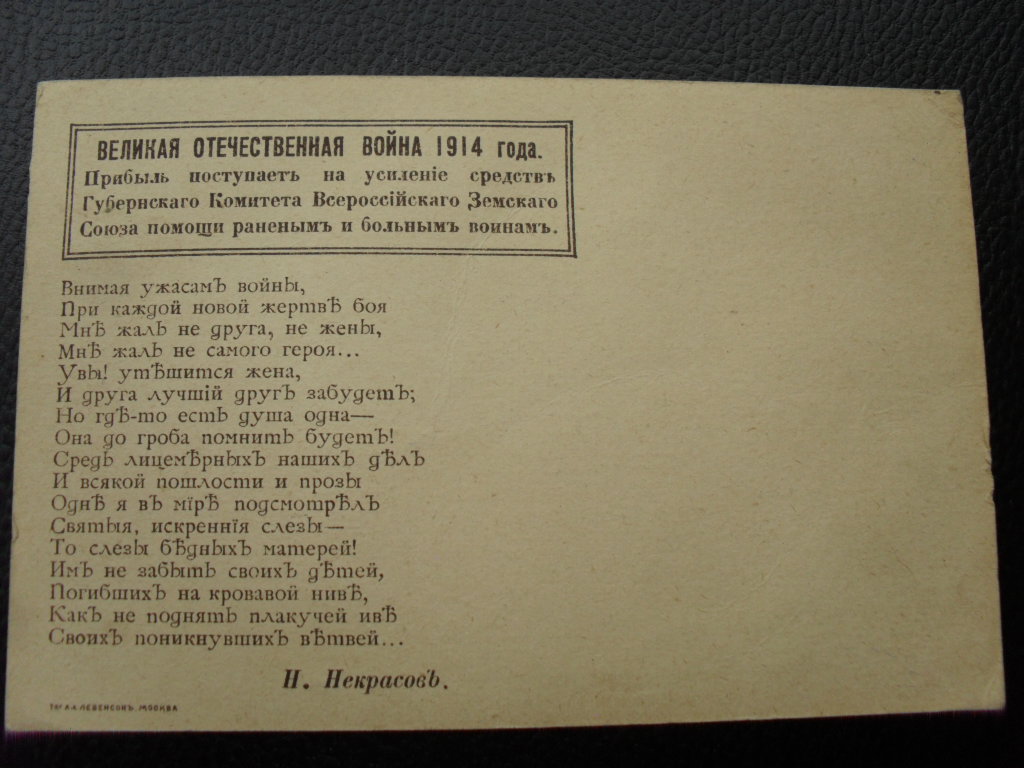 ВЕЛИКАЯ ОТЕЧЕСТВЕННАЯ ВОЙНА 1914 года.
Прибыль поступаетъ на усиленіе средствъ
Губернскаго Комитета Всероссійскаго Земскаго
Союза помощи раненымъ и больнымъ воинамъ.
Внимая ужасамъ войны,
При каждой новой жертвѣ боя
Мнѣ жаль не друга, не жены,
Мнѣ жаль не самого героя...
Увы! утѣшится жена,
И друга лучшій другъ забудетъ;
Но гдѣ-то есть душа одна—
Она до гроба помнить будетъ!
Средь лицемѣрныхъ нашихъ дѣлъ
И всякой пошлости и прозы
Однѣ я въ мірѣ подсмотрѣлъ
Святыя, искреннія слезы—
То слезы бѣдныхъ матерей!
Имъ не забыть своихъ дѣтей,
Погибшихъ на кровавой нивѣ,
Какъ не поднять плакучей ивѣ
Своихъ поникнувшихъ вѣтвей...
Н. Некрасовъ.
Т-во А.А. ЛЕВЕНСОНЪ. МОСКВА